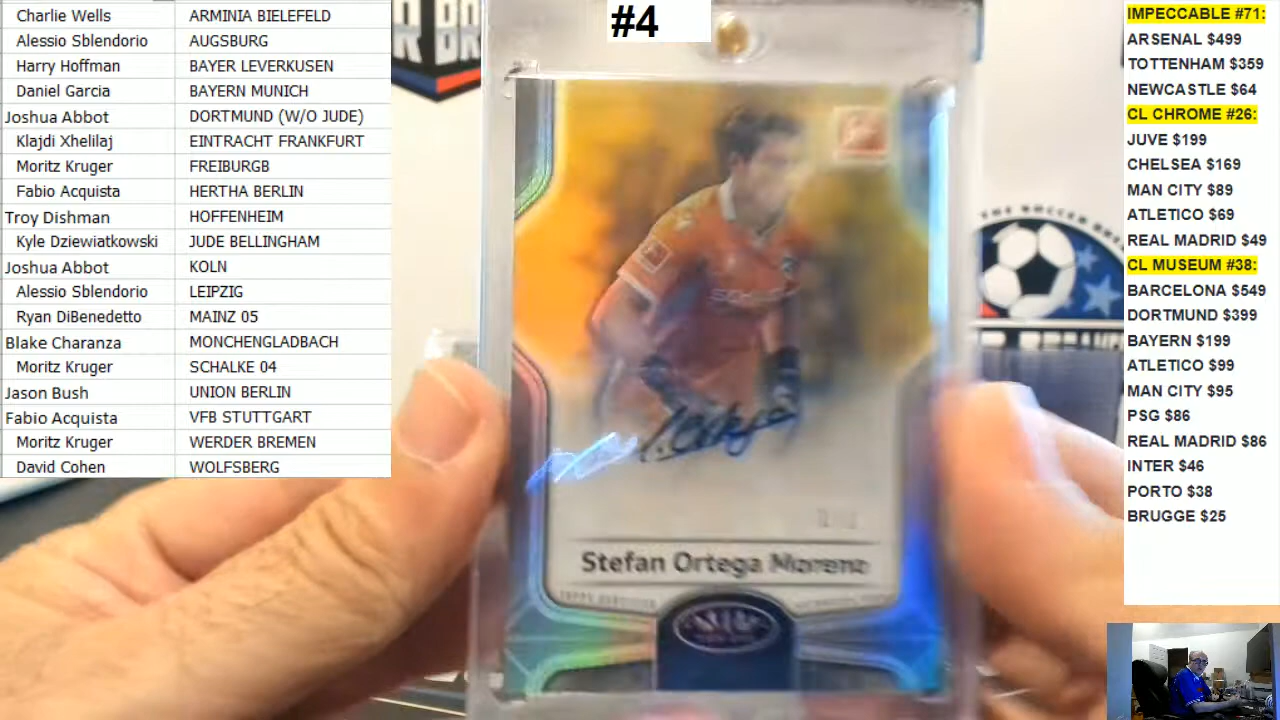 Charlie Wells ARMINIA BIELEFELD
Alessio Sblendorio AUGSBURG
Harry Hoffman BAYER LEVERKUSEN
Daniel Garcia BAYERN MUNICH
Joshua Abbot DORTMUND (W/O JUDE)
Klajdi Xhelilaj EINTRACHT FRANKFURT
Moritz Kruger FREIBURGB
Fabio Acquista HERTHA BERLIN
Troy Dishman HOFFENHEIM
Kyle Dziewiatkowski JUDE BELLINGHAM
Joshua Abbot KOLN
Alessio Sblendorio LEIPZIG
Ryan DiBenedetto MAINZ 05
Blake Charanza MONCHENGLADBACH
Moritz Kruger SCHALKE 04
Jason Bush UNION BERLIN
Fabio Acquista VFB STUTTGART
Moritz Kruger WERDER BREMEN
David Cohen WOLFSBERG
#4
Stefan Ortega Moreno
THE SOCCER
IMPECCABLE #71:
ARSENAL $499
TOTTENHAM $359
NEWCASTLE $64
CL CHROME #26:
JUVE $199
CHELSEA $169
MAN CITY $89
ATLETICO $69
REAL MADRID $49
CL MUSEUM #38:
BARCELONA $549
DORTMUND $399
BAYERN $199
ATLETICO $99
MAN CITY $95
PSG $86
REAL MADRID $86
INTER $46
PORTO $38
BRUGGE $25